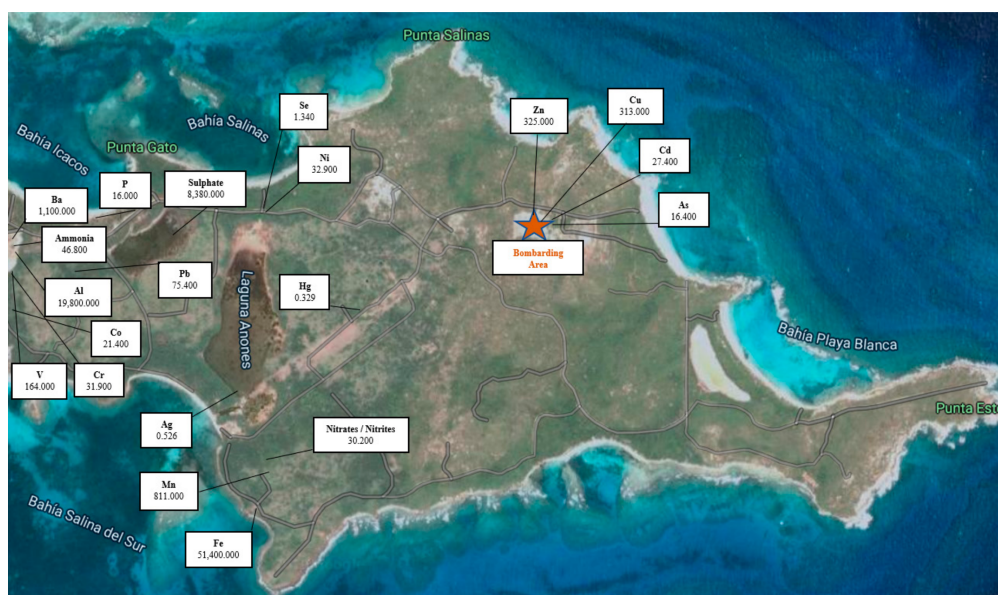 Punta Salinas
Se
1.340
Zn
325.000
Cu
313.000
Bahía Salinas
Bahía Icacos
Punta Gato
Ni
32.900
Cd
27.400
P
16.000
Sulphate
8,380.000
Ba
1,100.000
As
16.400
Ammonia
46.800
Bombarding
Area
Pb
75.400
Al
19,800.000
Hg
0.329
Laguna Anones
Co
21.400
Bahía Playa Blanca
V
164.000
Cr
31.900
Punta Este
Ag
0.526
Nitrates / Nitrites
30.200
Mn
811.000
Bahía Salina del Sur
Fe
51,400.000